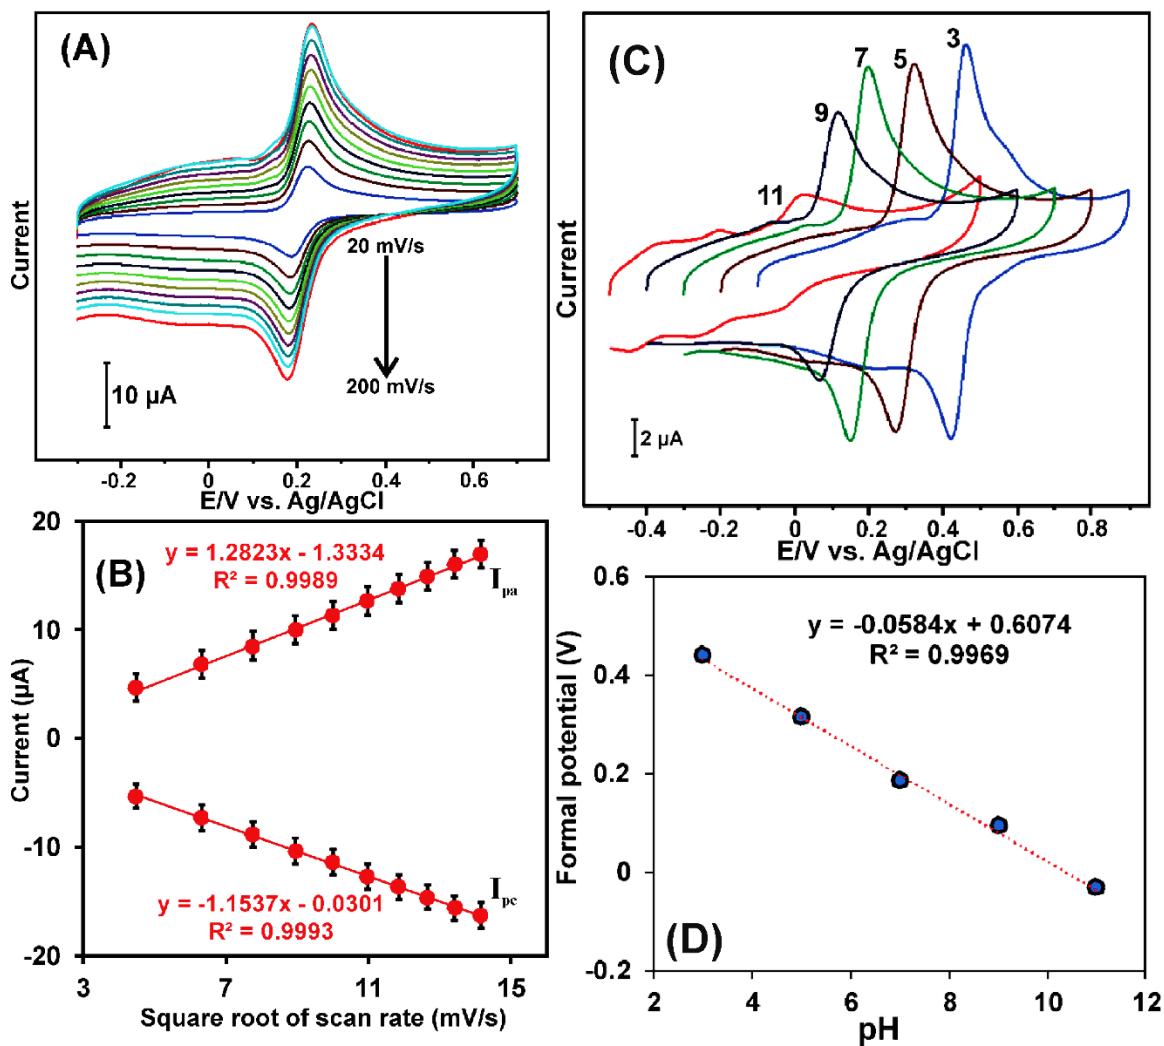 (A)
Current
20 mV/s
200 mV/s
10 µA
-0.2
0
0.2
0.4
0.6
E/V vs. Ag/AgCl
(C)
3
5
7
9
11
Current
2 µA
-0.4
-0.2
0
0.2
0.4
0.6
0.8
E/V vs. Ag/AgCl
(B)
y = 1.2823x - 1.3334
R² = 0.9989
Ipa
Ipc
y = -1.1537x - 0.0301
R² = 0.9993
Current (µA)
20
10
0
-10
-20
3
7
11
15
Square root of scan rate (mV/s)
y = -0.0584x + 0.6074
R² = 0.9969
(D)
Formal potential (V)
0.6
0.4
0.2
0
-0.2
2
4
6
8
10
12
pH